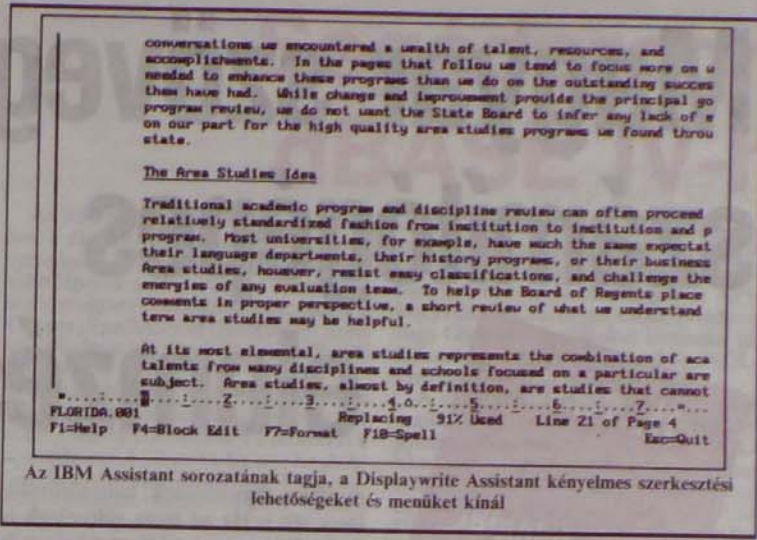 conversations we encountered a wealth of talent, resources, and
accomplishments. In the pages that follow we tend to focus more on w
needed to enhance these programs than we do on the outstanding succes
them have had. While change and improvement provide the principal go
program review, we do not want the State Board to infer any lack of e
on our part for the high quality area studies programs we found throu
state.
The Area Studies Idea
Traditional academic program and discipline review can often proceed
relatively standardized fashion from institution to institution and p
program. Most universities, for example, have much the same expectat
their language departments, their history programs, or their business
Area studies, however, resist easy classifications, and challenge the
energies of any evaluation team. To help the Board of Regents place
comments in proper perspective, a short review of what we understand
term area studies may be helpful.
At its most elemental, area studies represents the combination of aca
talents from many disciplines and schools focused on a particular are
subject. Area studies, almost by definition, are studies that cannot
2 3 4 5 6 7
FLORIDA.001 Replacing 91% Used Line 21 of Page 4
F1=Help F4=Block Edit F7=Format F10=Spell Esc=Quit
Az IBM Assistant sorozatának tagja, a Displaywrite Assistant kényelmes szerkesztési
lehetőségeket és menüket kínál